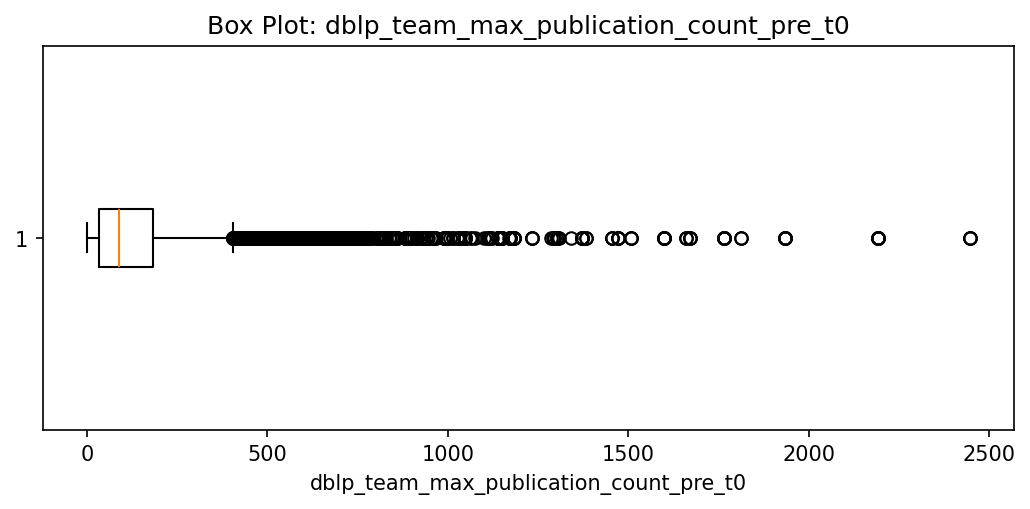 Box Plot: dblp_team_max_publication_count_pre_t0
1
0 500 1000 1500 2000 2500
dblp_team_max_publication_count_pre_t0